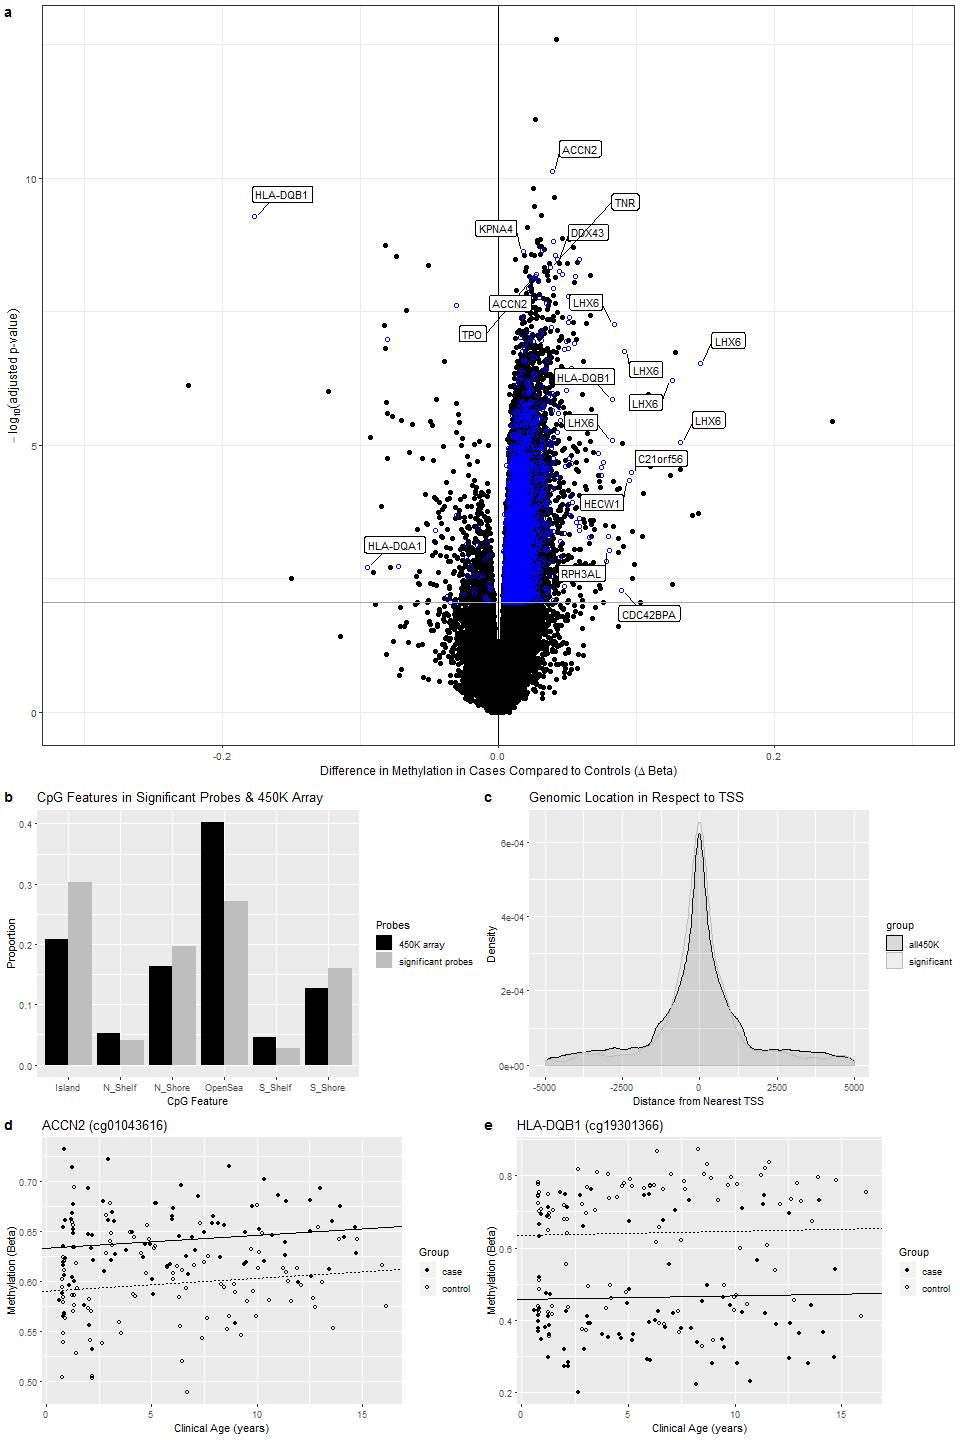 a
ACCN2
HLA-DQB1
TNR
KPNA4
DDX43
ACCN2
LHX6
TPO
LHX6
HLA-DQB1
LHX6
LHX6
LHX6
LHX6
C21orf56
HECW1
HLA-DQA1
RPH3AL
CDC42BPA
10
5
0
− log10(adjusted p-value)
-0.2
0.0
0.2
Difference in Methylation in Cases Compared to Controls (Δ Beta)
b
CpG Features in Significant Probes & 450K Array
0.4
0.3
0.2
0.1
0.0
Proportion
Island
N_Shelf
N_Shore
OpenSea
S_Shelf
S_Shore
CpG Feature
Probes
450K array
significant probes
c
Genomic Location in Respect to TSS
6e-04
4e-04
2e-04
0e+00
Density
-5000
-2500
0
2500
5000
Distance from Nearest TSS
group
all450K
significant
d
ACCN2 (cg01043616)
0.70
0.65
0.60
0.55
0.50
Methylation (Beta)
0
5
10
15
Clinical Age (years)
Group
case
control
e
HLA-DQB1 (cg19301366)
0.8
0.6
0.4
0.2
Methylation (Beta)
0
5
10
15
Clinical Age (years)
Group
case
control